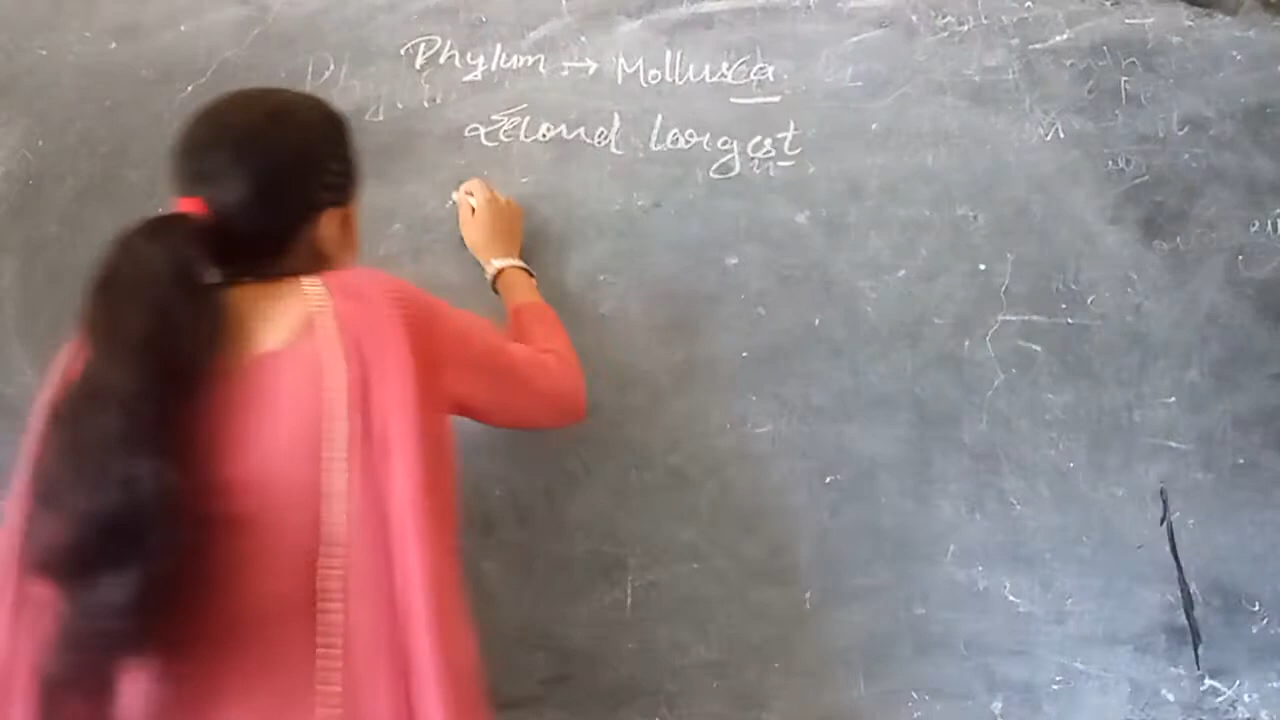 Phylum → Mollusca
Second largest